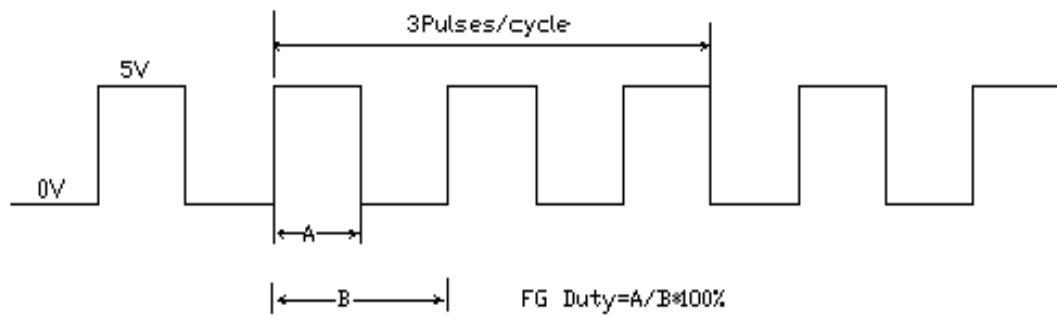 3Pulses/cycle
5V
0V
A
B
FG Duty=A/B*100%